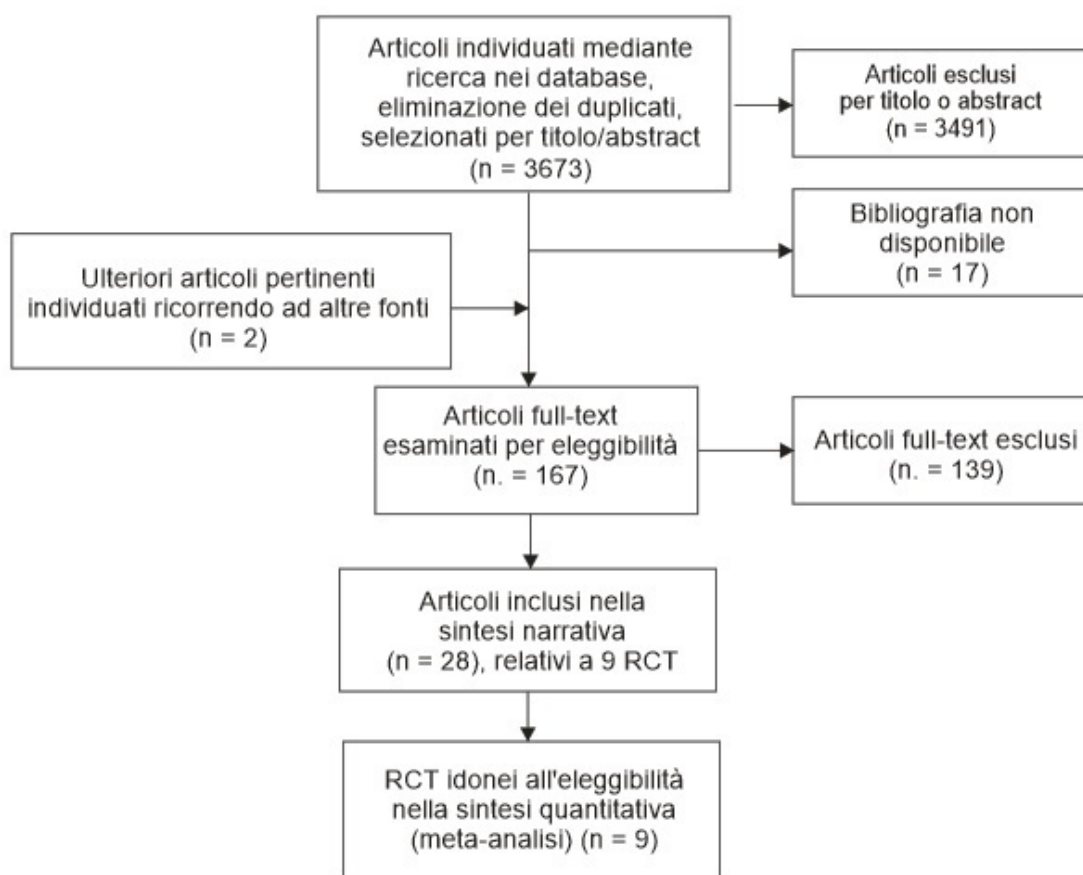 Articoli individuati mediante
ricerca nei database,
eliminazione dei duplicati,
selezionati per titolo/abstract
(n = 3673)
Articoli esclusi
per titolo o abstract
(n = 3491)
Bibliografia non
disponibile
(n = 17)
Ulteriori articoli pertinenti
individuati ricorrendo ad altre fonti
(n = 2)
Articoli full-text
esaminati per eleggibilità
(n. = 167)
Articoli full-text esclusi
(n. = 139)
Articoli inclusi nella
sintesi narrativa
(n = 28), relativi a 9 RCT
RCT idonei all'eleggibilità
nella sintesi quantitativa
(meta-analisi) (n = 9)